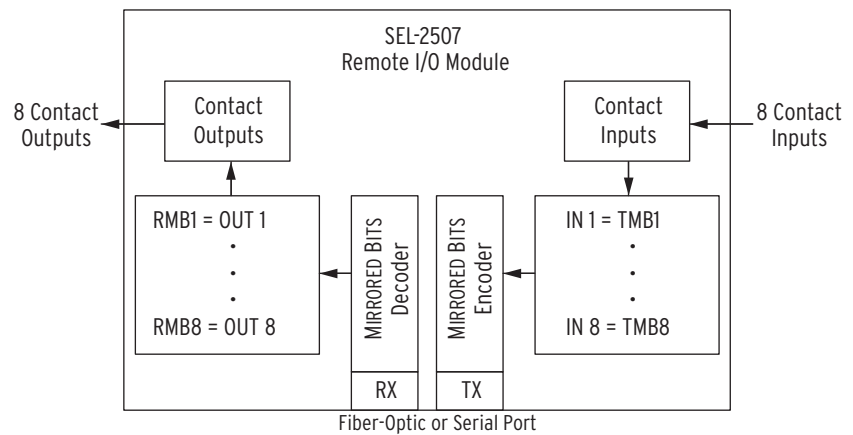 SEL-2507
Remote I/O Module
8 Contact
Outputs
Contact
Outputs
Contact
Inputs
8 Contact
Inputs
RMB1 = OUT 1
RMB8 = OUT 8
MIRRORED BITS
Decoder
MIRRORED BITS
Encoder
IN 1 = TMB1
IN 8 = TMB8
RX
TX
Fiber-Optic or Serial Port